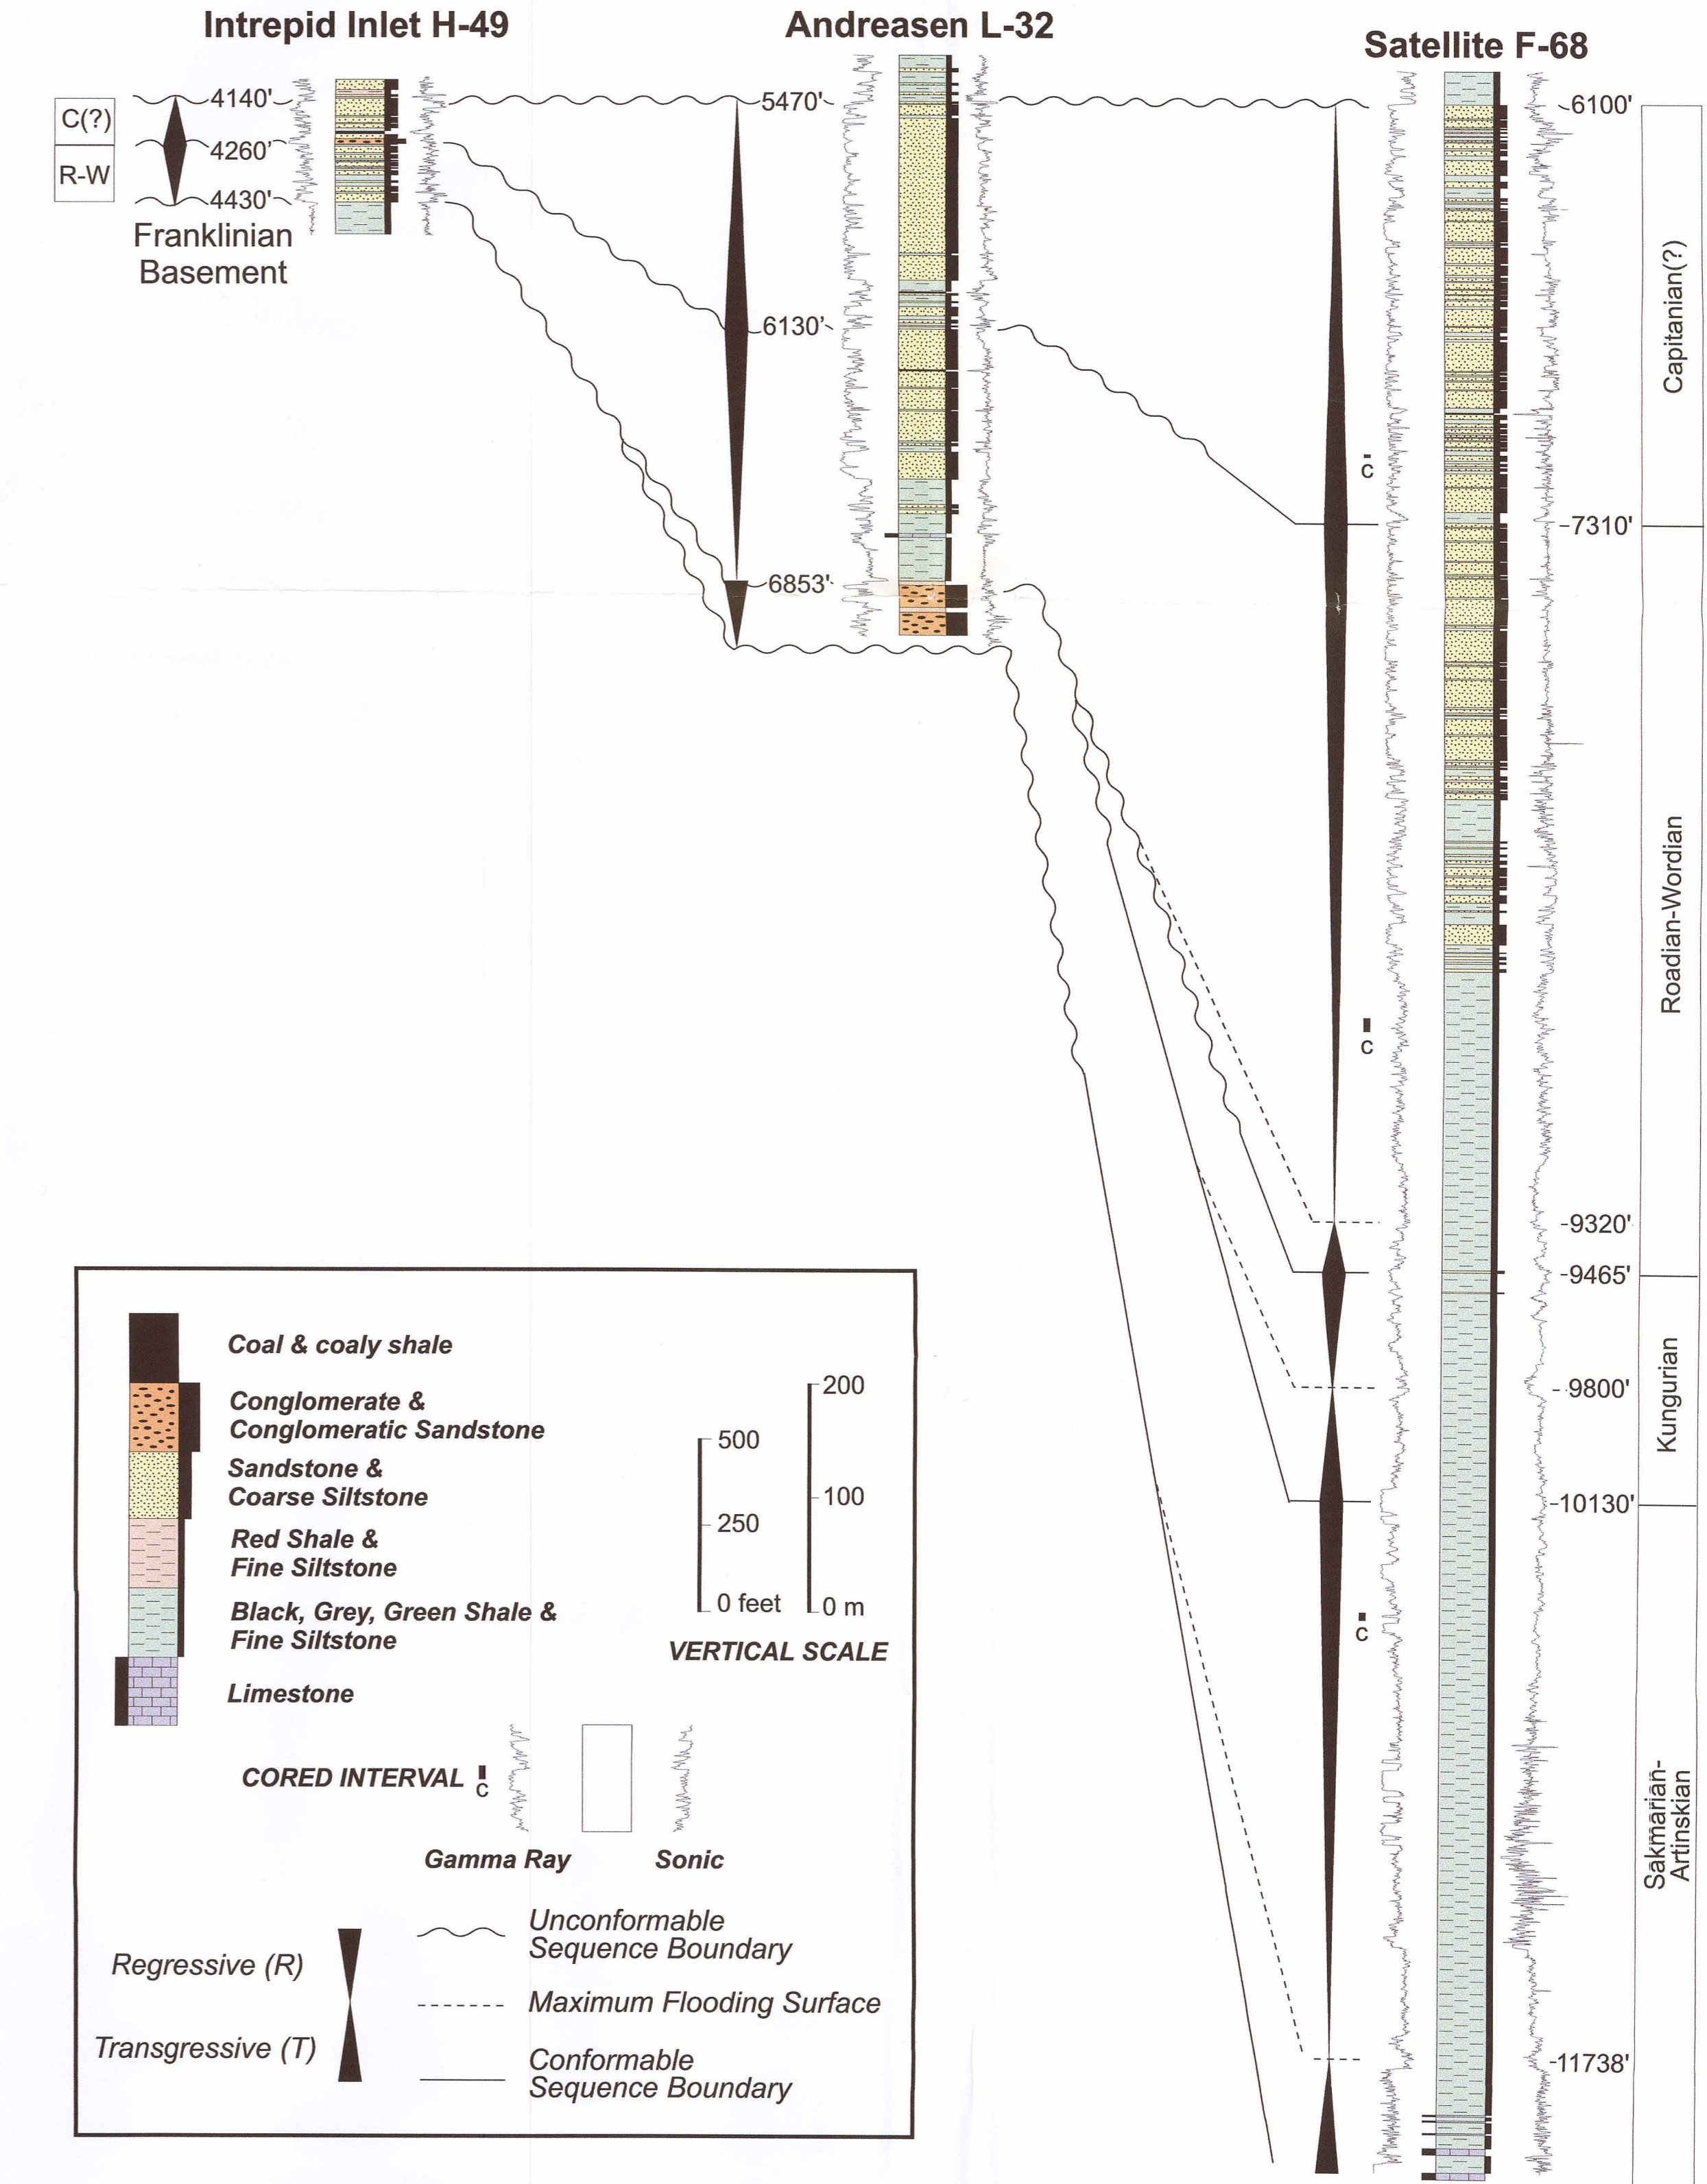 Intrepid Inlet H-49
Andreasen L-32
Satellite F-68
C(?)
R-W
4140'
4260'
4430'
Franklinian
Basement
5470'
6130'
6853'
C
C
C
-6100'
-7310'
-9320'
-9465'
-9800'
-10130'
-11738'
Capitanian(?)
Roadian-Wordian
Kungurian
Sakmarian-
Artinskian
Coal & coaly shale
Conglomerate &
Conglomeratic Sandstone
Sandstone &
Coarse Siltstone
Red Shale &
Fine Siltstone
Black, Grey, Green Shale &
Fine Siltstone
Limestone
500
250
0 feet
200
100
0 m
VERTICAL SCALE
CORED INTERVAL
C
Gamma Ray
Sonic
Regressive (R)
Transgressive (T)
Unconformable
Sequence Boundary
Maximum Flooding Surface
Conformable
Sequence Boundary